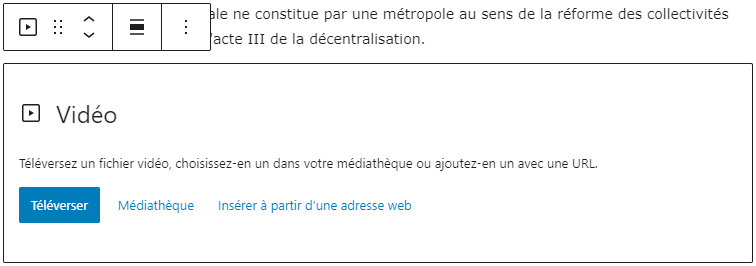 ale ne constitue par une métropole au sens de la réforme des collectivités
'acte III de la décentralisation.
Vidéo
Téléversez un fichier vidéo, choisissez-en un dans votre médiathèque ou ajoutez-en un avec une URL.
Téléverser Médiathèque Insérer à partir d’une adresse web